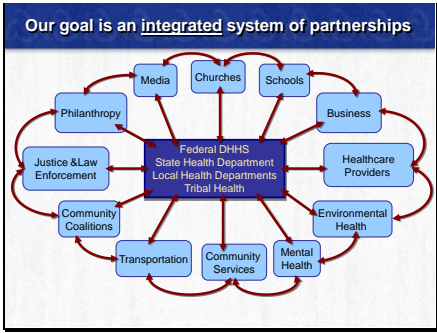 Our goal is an integrated system of partnerships
Media
Churches
Schools
Philanthropy
Business
Federal DHHS
State Health Department
Local Health Departments
Tribal Health
Justice &Law
Enforcement
Healthcare
Providers
Community
Coalitions
Environmental
Health
Transportation
Community
Services
Mental
Health